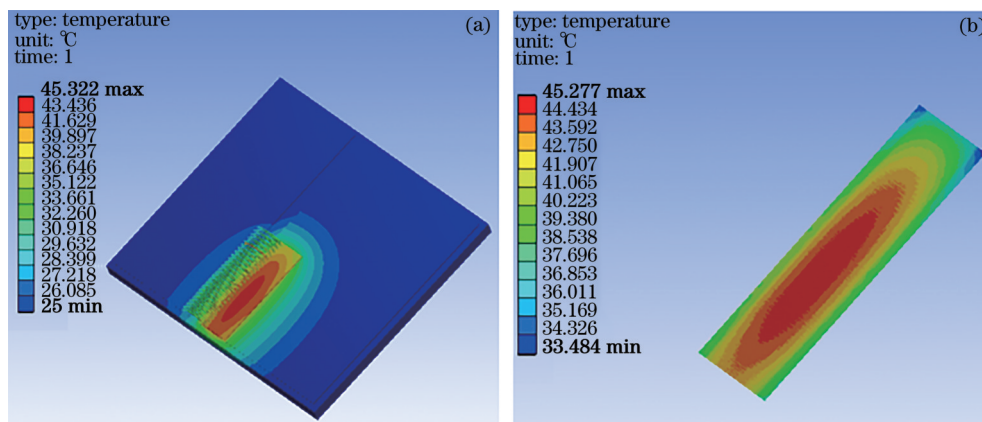 type: temperature
unit: ℃
time: 1
(a)
45.322 max
43.436
41.629
39.897
38.237
36.646
35.122
33.661
32.260
30.918
29.632
28.399
27.218
26.085
25 min
type: temperature
unit: ℃
time: 1
(b)
45.277 max
44.434
43.592
42.750
41.907
41.065
40.223
39.380
38.538
37.696
36.853
36.011
35.169
34.326
33.484 min